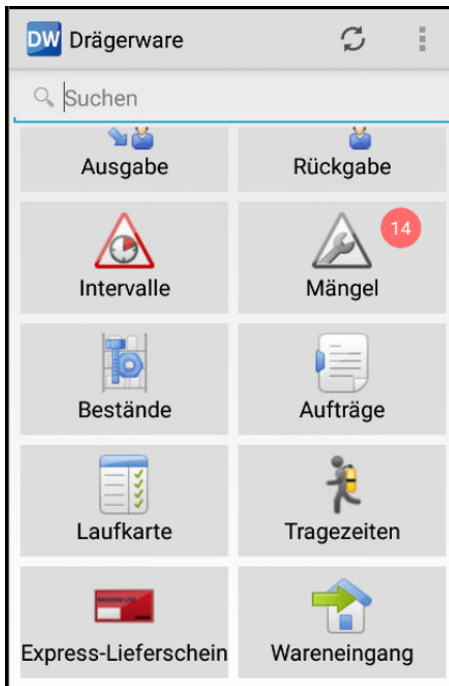 DW Drägerware
Suchen
Ausgabe Rückgabe
14
Intervalle Mängel
Bestände Aufträge
Laufkarte Tragezeiten
Express-Lieferschein Wareneingang